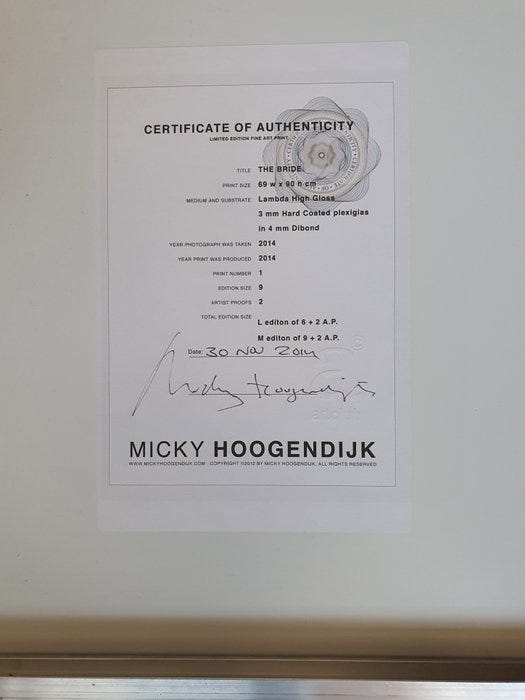 CERTIFICATE OF AUTHENTICITY
LIMITED EDITION FINE ART PRINT
TITLE THE BRIDE
PRINT SIZE 69 w x 90 h cm
MEDIUM AND SUBSTRATE Lambda High Gloss
3 mm Hard Coated plexiglas
in 4 mm Dibond
YEAR PHOTOGRAPH WAS TAKEN 2014
YEAR PRINT WAS PRODUCED 2014
PRINT NUMBER 1
EDITION SIZE 9
ARTIST PROOFS 2
TOTAL EDITION SIZE L editon of 6 + 2 A.P.
M editon of 9 + 2 A.P.
Date: 30 NOV 2014
Micky Hoogendijk
MICKY HOOGENDIJK
WWW.MICKYHOOGENDIJK.COM COPYRIGHT ©2012 BY MICKY HOOGENDIJK, ALL RIGHTS RESERVED